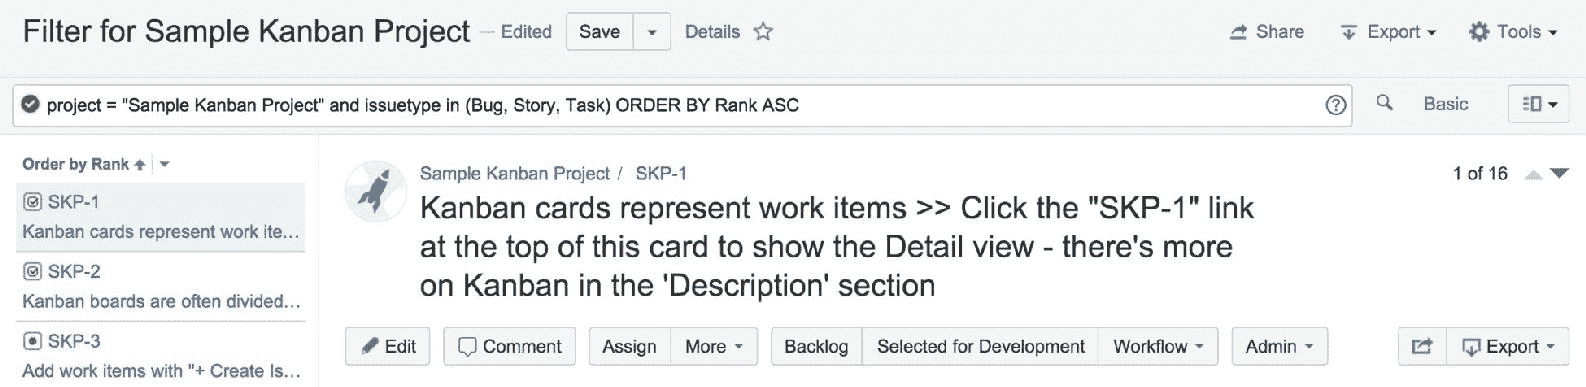 Filter for Sample Kanban Project — Edited Save Details Share Export Tools
project = "Sample Kanban Project" and issuetype in (Bug, Story, Task) ORDER BY Rank ASC Basic
Order by Rank
SKP-1
Kanban cards represent work ite...
SKP-2
Kanban boards are often divided...
SKP-3
Add work items with "+ Create Is...
Sample Kanban Project / SKP-1
1 of 16
Kanban cards represent work items >> Click the "SKP-1" link
at the top of this card to show the Detail view - there's more
on Kanban in the 'Description' section
Edit Comment Assign More Backlog Selected for Development Workflow Admin Export